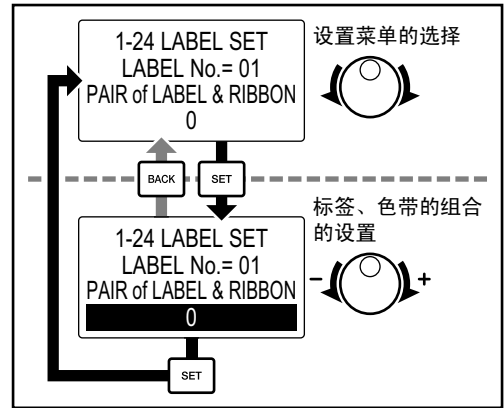 1-24 LABEL SET
LABEL No.= 01
PAIR of LABEL & RIBBON
0
设置菜单的选择
BACK
SET
1-24 LABEL SET
LABEL No.= 01
PAIR of LABEL & RIBBON
0
标签、色带的组合
的设置
- +
SET